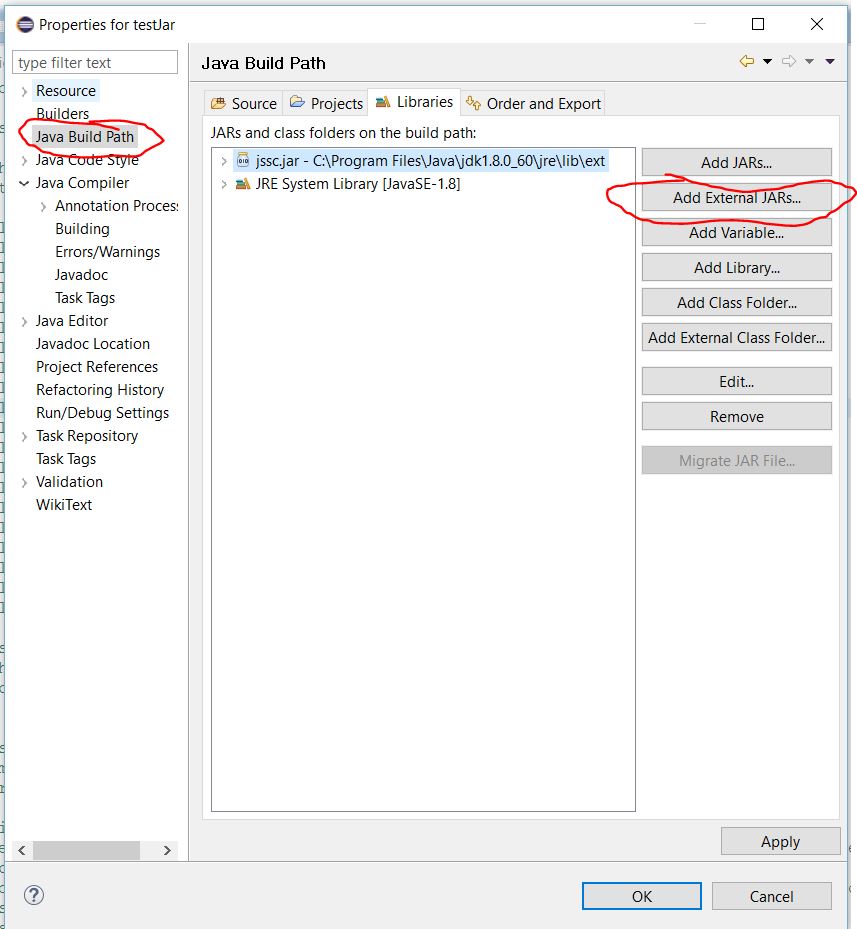 Properties for testJar
type filter text
Resource
Builders
Java Build Path
Java Code Style
Java Compiler
Annotation Proces
Building
Errors/Warnings
Javadoc
Task Tags
Java Editor
Javadoc Location
Project References
Refactoring History
Run/Debug Settings
Task Repository
Task Tags
Validation
WikiText
Java Build Path
Source
Projects
Libraries
Order and Export
JARs and class folders on the build path:
jssc.jar - C:\Program Files\Java\jdk1.8.0_60\jre\lib\ext
JRE System Library [JavaSE-1.8]
Add JARs...
Add External JARs...
Add Variable...
Add Library...
Add Class Folder...
Add External Class Folder...
Edit...
Remove
Migrate JAR File...
Apply
?
OK
Cancel